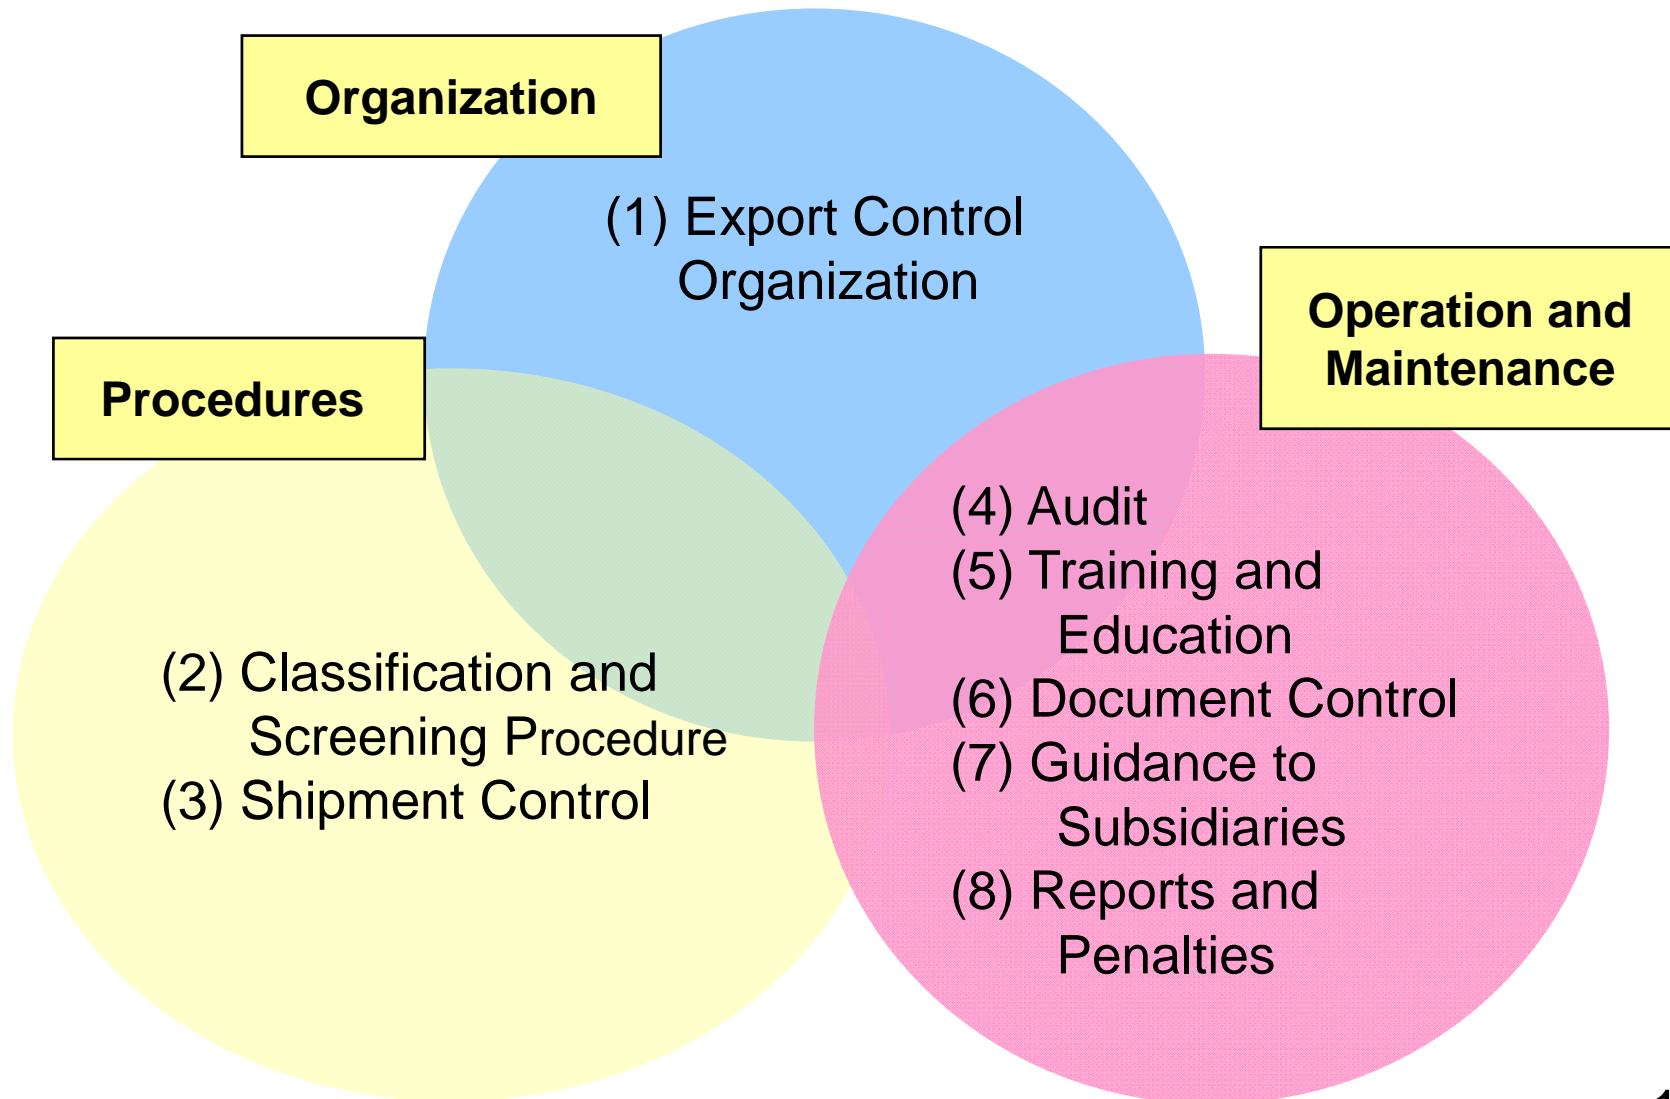 Organization
(1) Export Control
Organization
Operation and
Maintenance
Procedures
(4) Audit
(5) Training and
Education
(6) Document Control
(7) Guidance to
Subsidiaries
(8) Reports and
Penalties
(2) Classification and
Screening Procedure
(3) Shipment Control